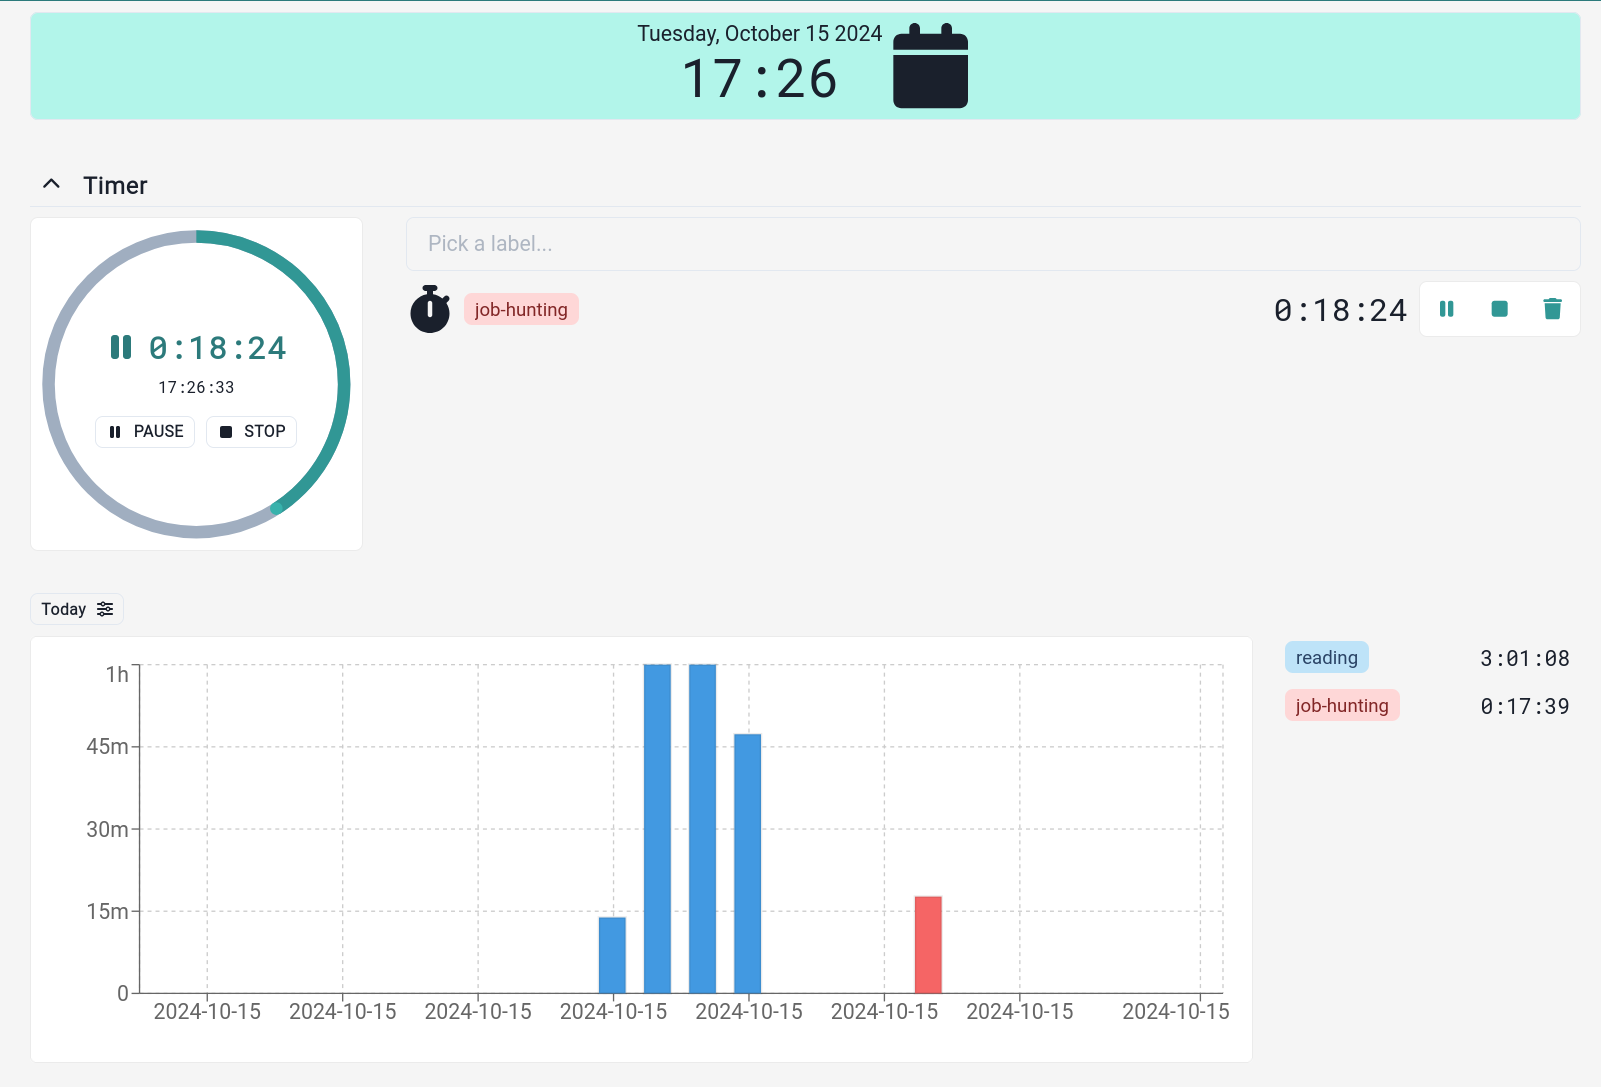 Tuesday, October 15 2024
17:26
Timer
0:18:24
17:26:33
PAUSE STOP
Pick a label...
job-hunting 0:18:24
Today
1h
45m
30m
15m
0
2024-10-15 2024-10-15 2024-10-15 2024-10-15 2024-10-15 2024-10-15 2024-10-15 2024-10-15
reading 3:01:08
job-hunting 0:17:39